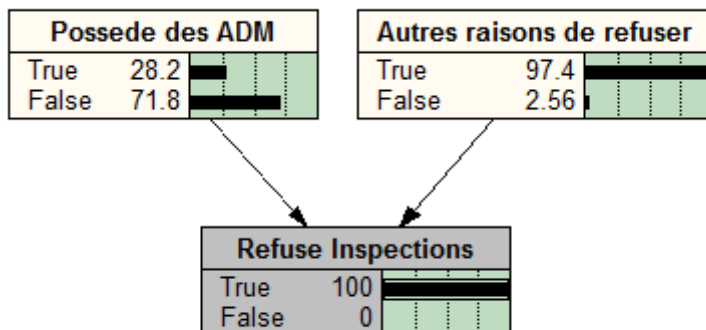 Possede des ADM
True 28.2
False 71.8
Autres raisons de refuser
True 97.4
False 2.56
Refuse Inspections
True 100
False 0